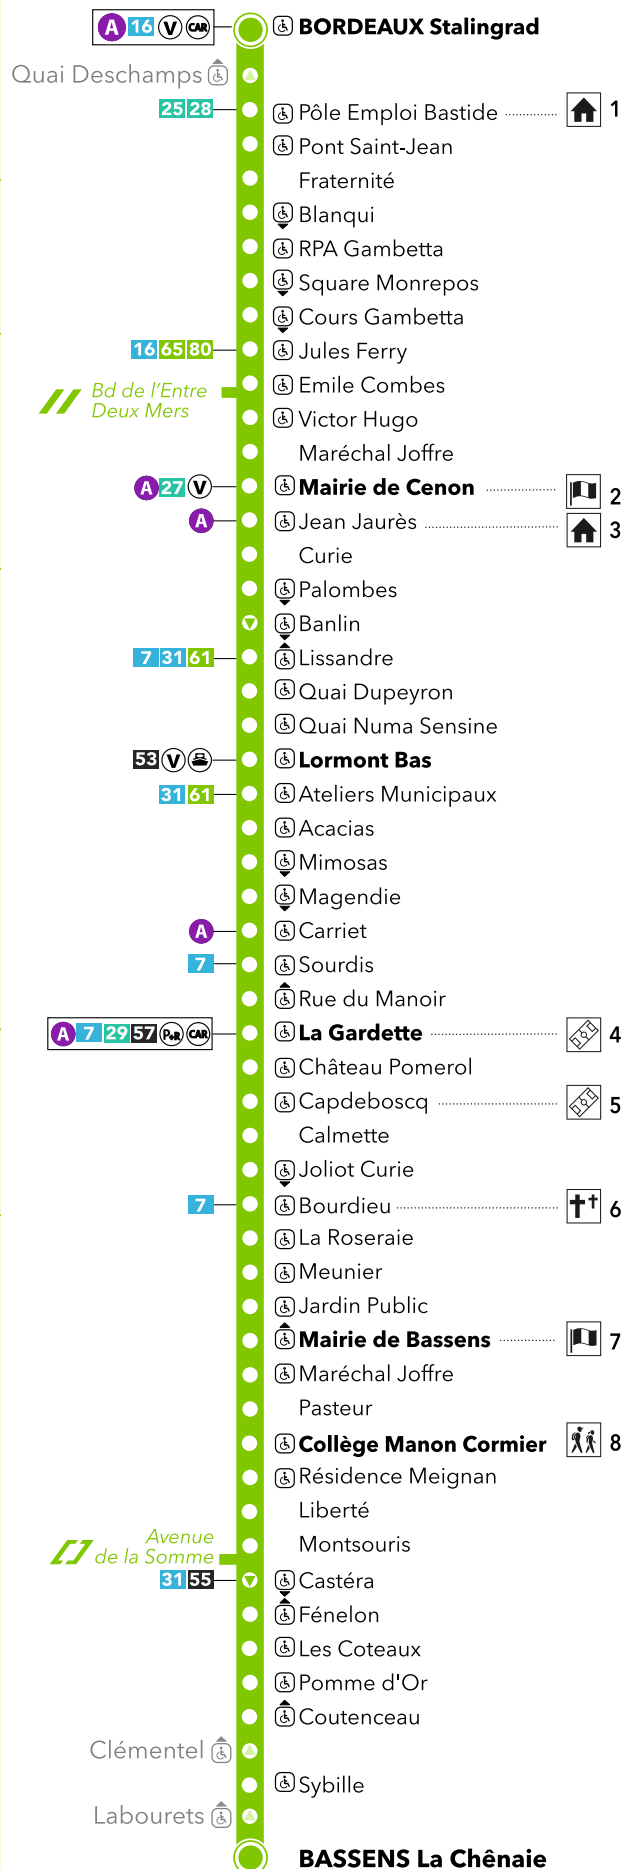 A 16 V CAR BORDEAUX Stalingrad
Quai Deschamps
25 28 Pôle Emploi Bastide 1
Pont Saint-Jean
Fraternité
Blanqui
RPA Gambetta
Square Monrepos
Cours Gambetta
16 65 80 Jules Ferry
Bd de l'Entre
Deux Mers
Emile Combes
Victor Hugo
Maréchal Joffre
A 27 V Mairie de Cenon 2
A Jean Jaurès 3
Curie
Palombes
Banlin
7 31 61 Lissandre
Quai Dupeyron
Quai Numa Sensine
53 V Lormont Bas
31 61 Ateliers Municipaux
Acacias
Mimosas
Magendie
A Carriet
7 Sourdis
Rue du Manoir
A 7 29 57 P+R CAR La Gardette 4
Château Pomerol
Capdeboscq 5
Calmette
Joliot Curie
7 Bourdieu 6
La Roseraie
Meunier
Jardin Public
Mairie de Bassens 7
Maréchal Joffre
Pasteur
Collège Manon Cormier 8
Résidence Meignan
Liberté
Montsouris
Avenue
de la Somme
31 55 Castéra
Fénelon
Les Coteaux
Pomme d'Or
Coutenceau
Clémentel
Sybille
Labourets
BASSENS La Chênaie